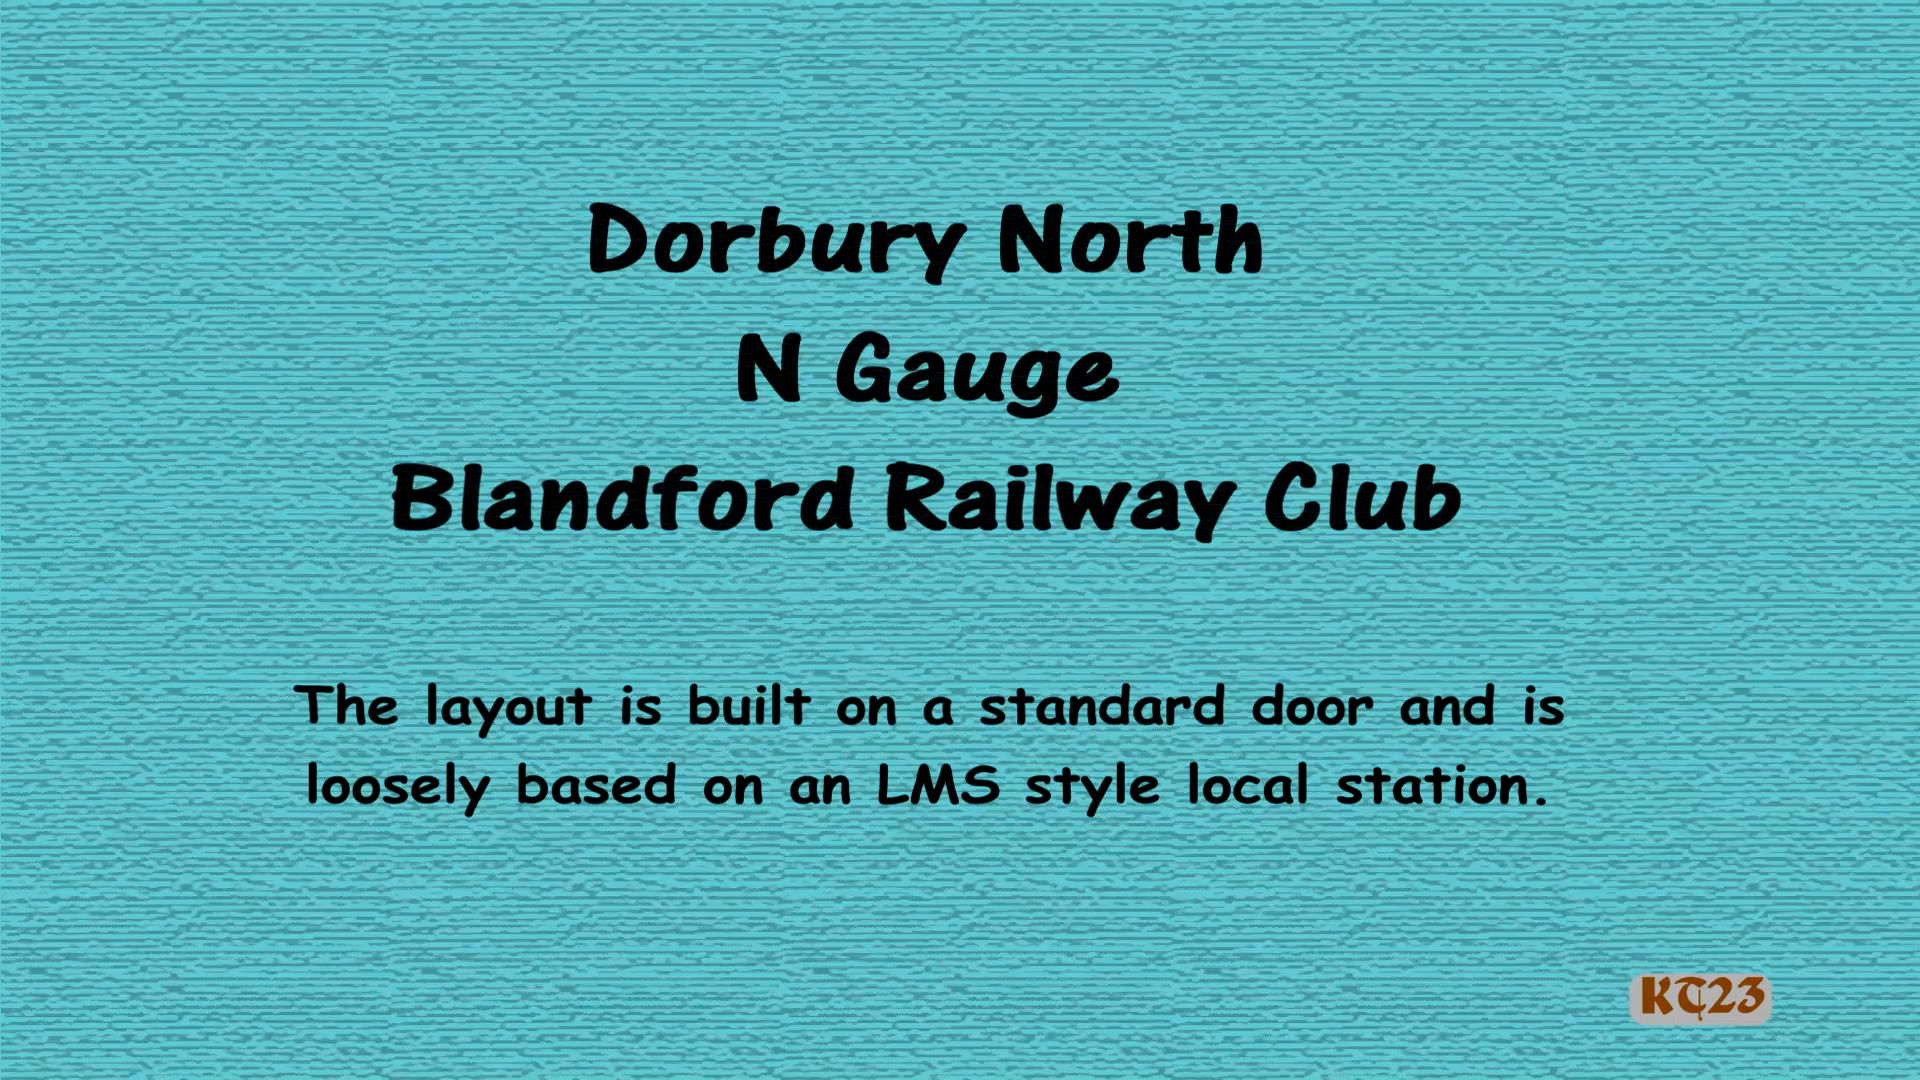 Dorbury North
N Gauge
Blandford Railway Club
The layout is built on a standard door and is
loosely based on an LMS style local station.
KT23